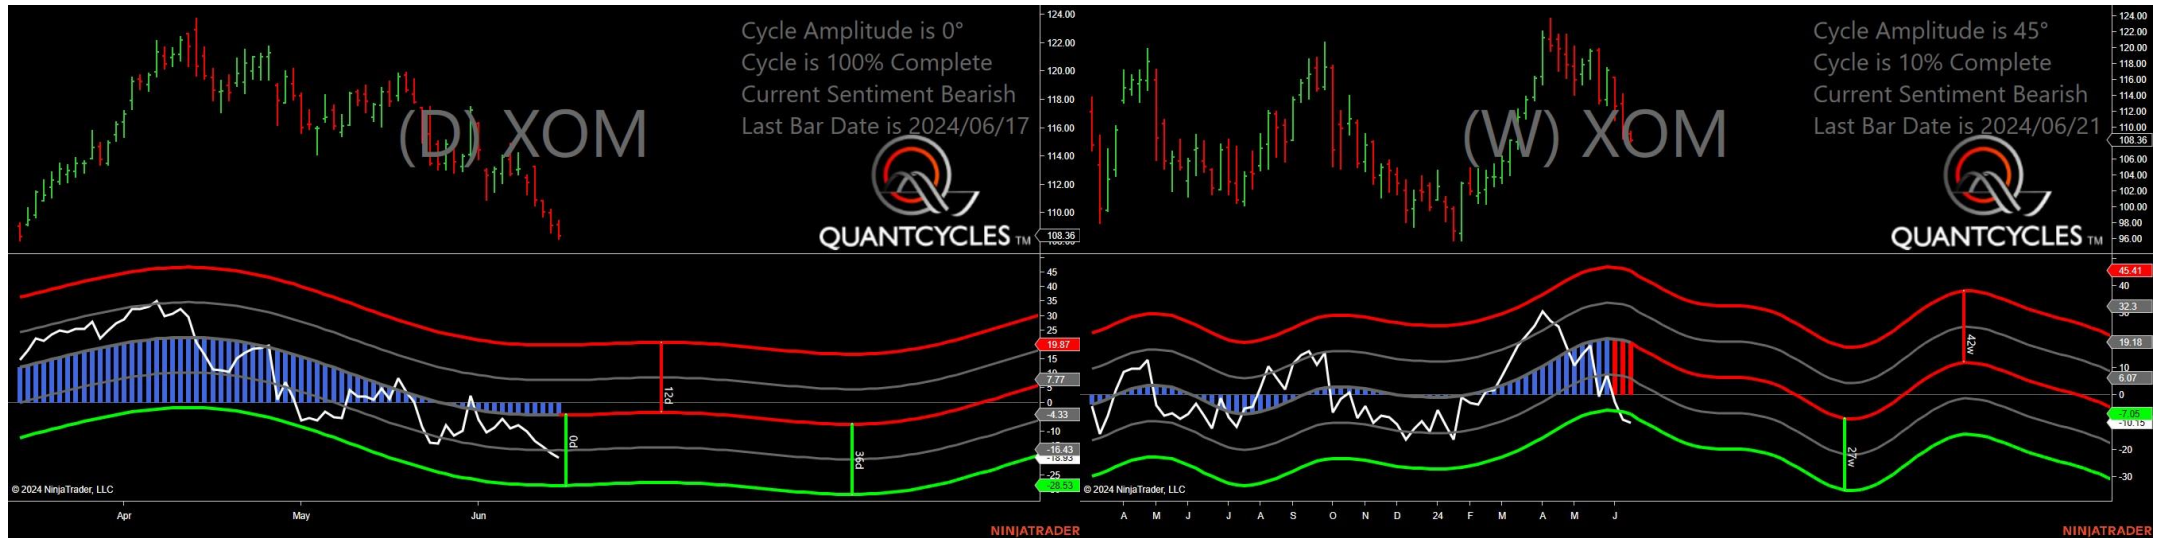 Cycle Amplitude is 0°
Cycle is 100% Complete
Current Sentiment Bearish
Last Bar Date is 2024/06/17
(D) XOM
QUANTCYCLES TM
124.00
122.00
120.00
118.00
116.00
114.00
112.00
110.00
108.36
45
40
35
30
25
19.87
15
10
7.77
5
0
-4.33
-10
-16.43
-18.93
-25
-28.53
12d
0d
36d
© 2024 NinjaTrader, LLC
Apr May Jun
NINJATRADER
Cycle Amplitude is 45°
Cycle is 10% Complete
Current Sentiment Bearish
Last Bar Date is 2024/06/21
(W) XOM
QUANTCYCLES TM
124.00
122.00
120.00
118.00
116.00
114.00
112.00
110.00
108.36
106.00
104.00
102.00
100.00
98.00
96.00
45.41
40
32.3
30
19.18
6.07
0
-7.05
-10.15
-20
-30
42w
27w
© 2024 NinjaTrader, LLC
A M J J A S O N D 24 F M A M J
NINJATRADER